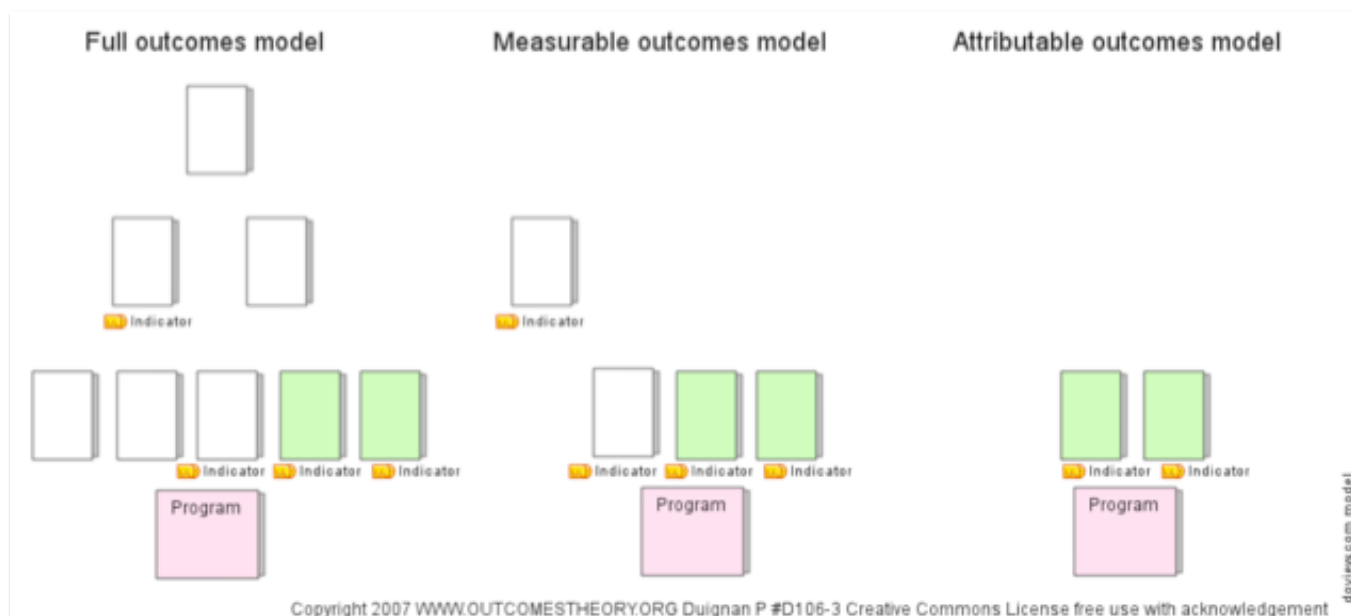 Full outcomes model
Measurable outcomes model
Attributable outcomes model
Indicator
Indicator
Indicator
Indicator
Indicator
Indicator
Indicator
Indicator
Indicator
Indicator
Program
Program
Program
doview.com model
Copyright 2007 WWW.OUTCOMESTHEORY.ORG Duignan P #D106-3 Creative Commons License free use with acknowledgement